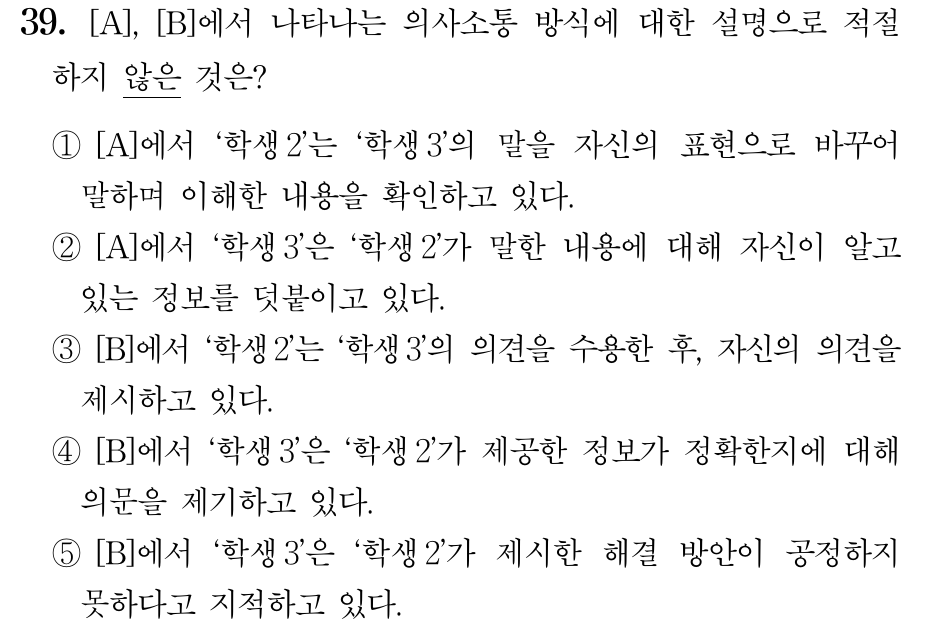 39. [A], [B]에서 나타나는 의사소통 방식에 대한 설명으로 적절
하지 않은 것은?
① [A]에서 ‘학생 2’는 ‘학생 3’의 말을 자신의 표현으로 바꾸어
말하며 이해한 내용을 확인하고 있다.
② [A]에서 ‘학생 3’은 ‘학생 2’가 말한 내용에 대해 자신이 알고
있는 정보를 덧붙이고 있다.
③ [B]에서 ‘학생 2’는 ‘학생 3’의 의견을 수용한 후, 자신의 의견을
제시하고 있다.
④ [B]에서 ‘학생 3’은 ‘학생 2’가 제공한 정보가 정확한지에 대해
의문을 제기하고 있다.
⑤ [B]에서 ‘학생 3’은 ‘학생 2’가 제시한 해결 방안이 공정하지
못하다고 지적하고 있다.